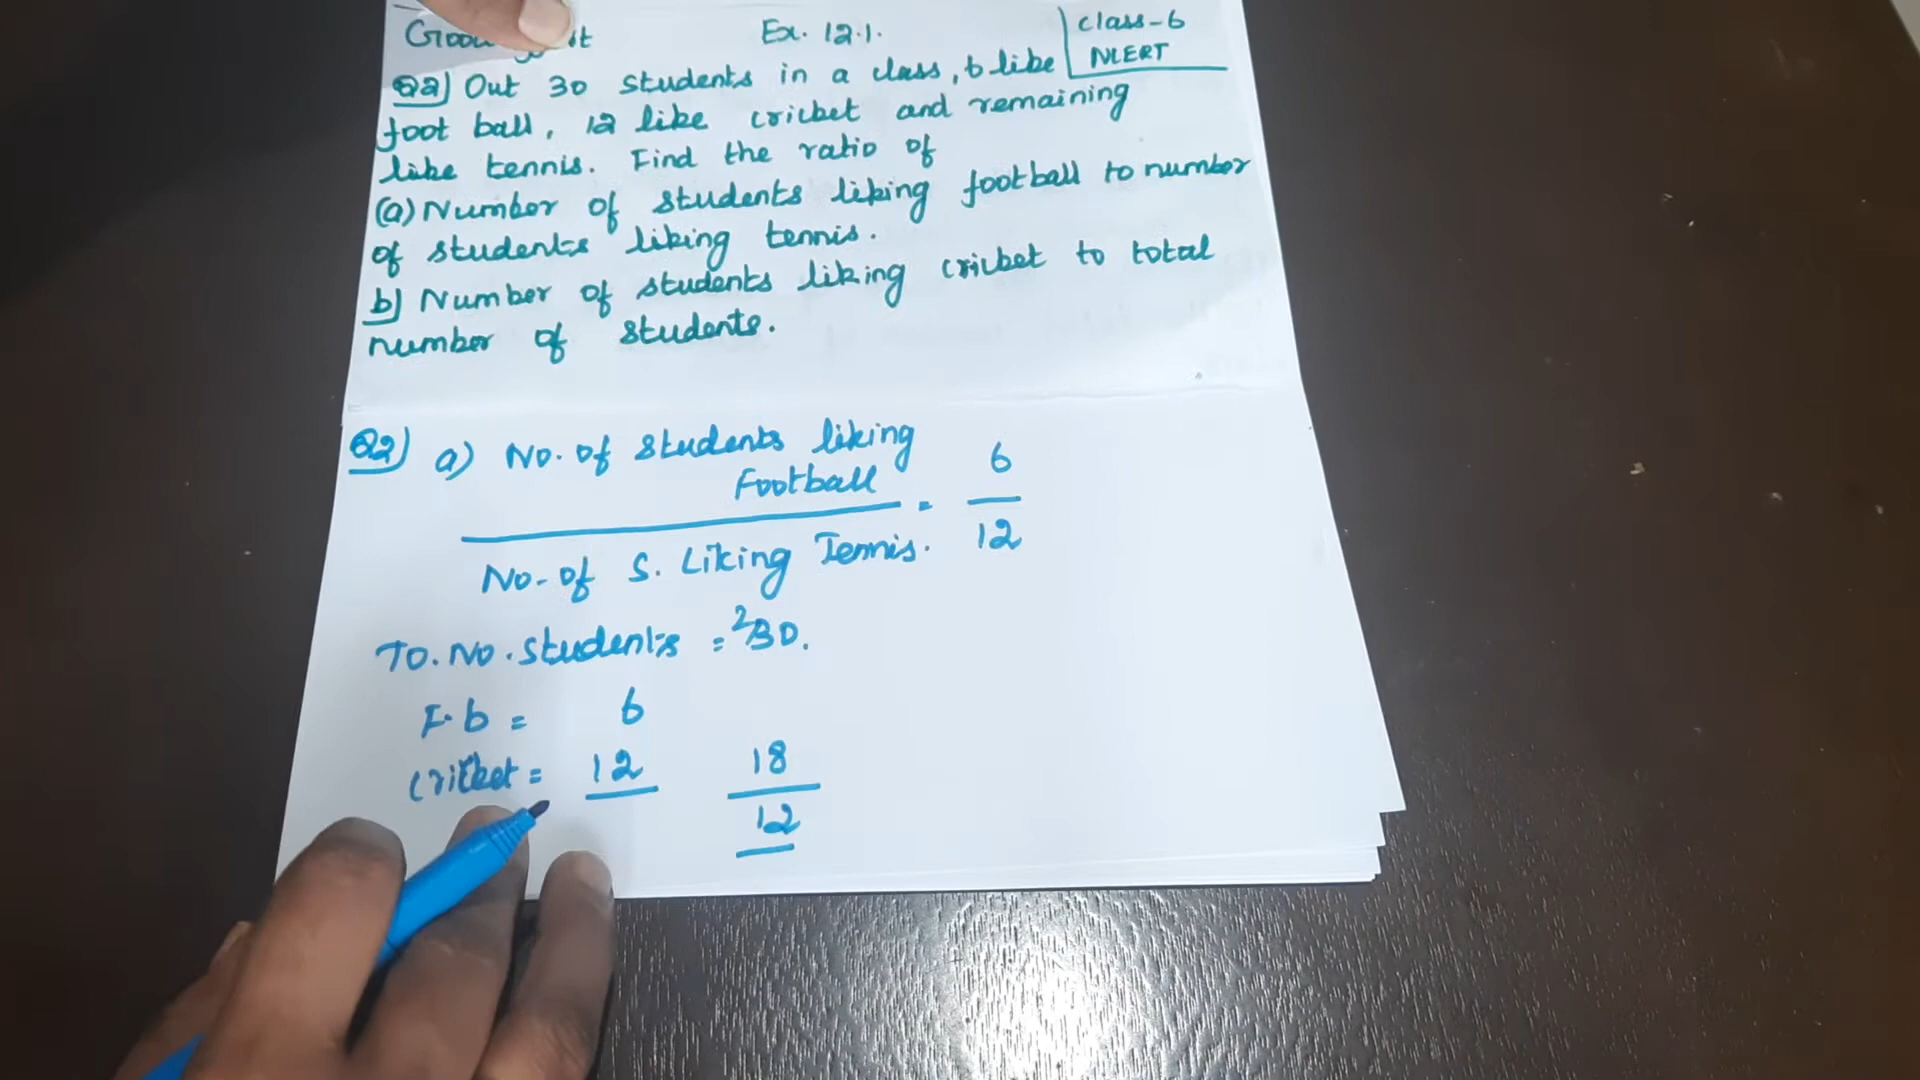 Ex. 12.1.
Class-6
NCERT
Q2) Out 30 students in a class, 6 like
foot ball, 12 like cricket and remaining
like tennis. Find the ratio of
(a) Number of students liking football to number
of students liking tennis.
b) Number of students liking cricket to total
number of students.
Q2) a) No. of students liking
Football
= 6
12
No. of S. Liking Tennis.
To. No. students = 30.
F.b = 6
Cricket = 12
18
12